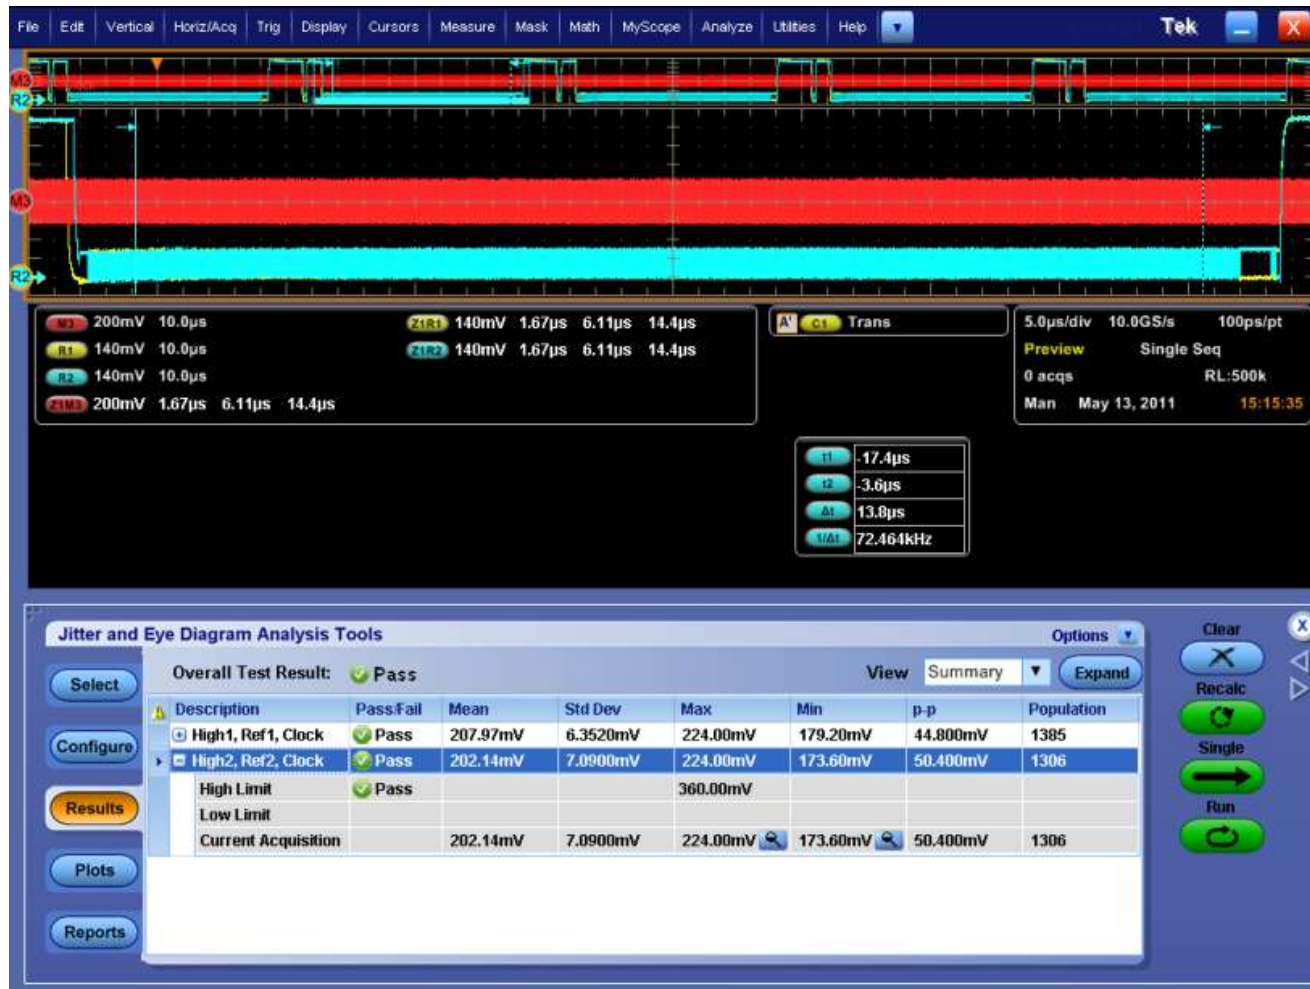 File Edit Vertical Horiz/Acq Trig Display Cursors Measure Mask Math MyScope Analyze Utilities Help Tek X
M3
R2
M3
R2
M3 200mV 10.0µs Z1R1 140mV 1.67µs 6.11µs 14.4µs A' C1 Trans 5.0µs/div 10.0GS/s 100ps/pt
R1 140mV 10.0µs Z1R2 140mV 1.67µs 6.11µs 14.4µs Preview Single Seq
R2 140mV 10.0µs 0 acqs RL:500k
Z1M3 200mV 1.67µs 6.11µs 14.4µs Man May 13, 2011 15:15:35
t1 -17.4µs
t2 -3.6µs
Δt 13.8µs
1/Δt 72.464kHz
Jitter and Eye Diagram Analysis Tools Options Clear X
Select Overall Test Result: Pass View Summary Expand Recalc
Description Pass/Fail Mean Std Dev Max Min p-p Population
Configure High1, Ref1, Clock Pass 207.97mV 6.3520mV 224.00mV 179.20mV 44.800mV 1385 Single
High2, Ref2, Clock Pass 202.14mV 7.0900mV 224.00mV 173.60mV 50.400mV 1306
High Limit Pass 360.00mV
Results Low Limit Run
Current Acquisition 202.14mV 7.0900mV 224.00mV 173.60mV 50.400mV 1306
Plots
Reports